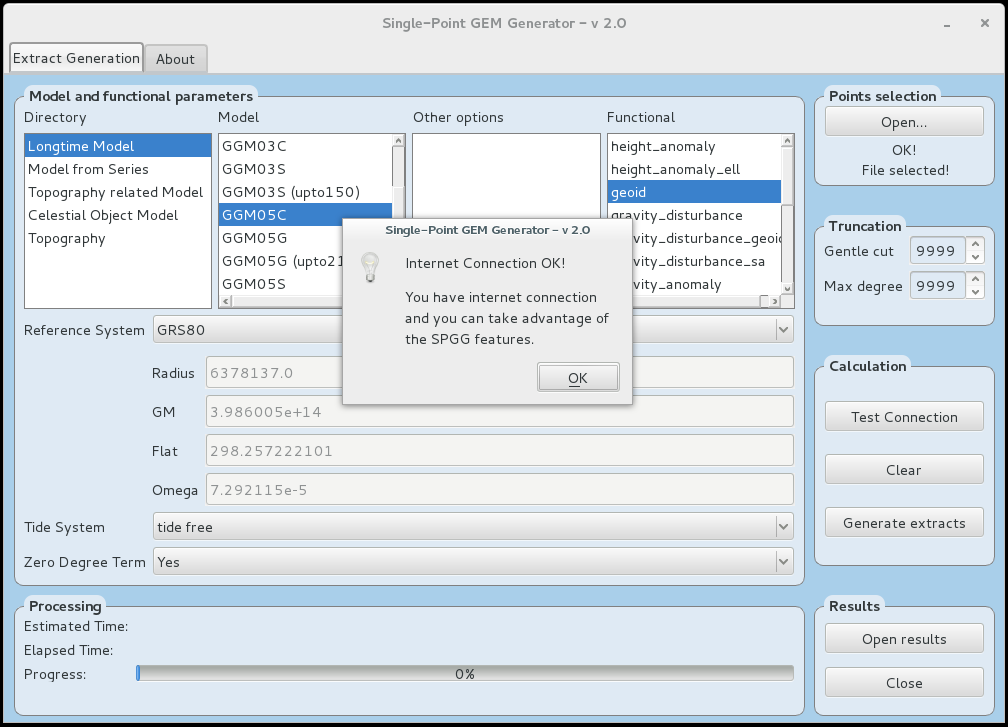 Single-Point GEM Generator - v 2.0
Extract Generation
About
Model and functional parameters
Directory
Model
Other options
Functional
Longtime Model
Model from Series
Topography related Model
Celestial Object Model
Topography
GGM03C
GGM03S
GGM03S (upto150)
GGM05C
GGM05G
GGM05G (upto21
GGM05S
height_anomaly
height_anomaly_ell
geoid
gravity_disturbance
vity_disturbance_geoid
vity_disturbance_sa
vity_anomaly
Reference System
GRS80
Radius
6378137.0
GM
3.986005e+14
Flat
298.257222101
Omega
7.292115e-5
Tide System
tide free
Zero Degree Term
Yes
Single-Point GEM Generator - v 2.0
Internet Connection OK!
You have internet connection
and you can take advantage of
the SPGG features.
OK
Points selection
Open...
OK!
File selected!
Truncation
Gentle cut
9999
Max degree
9999
Calculation
Test Connection
Clear
Generate extracts
Processing
Estimated Time:
Elapsed Time:
Progress:
0%
Results
Open results
Close